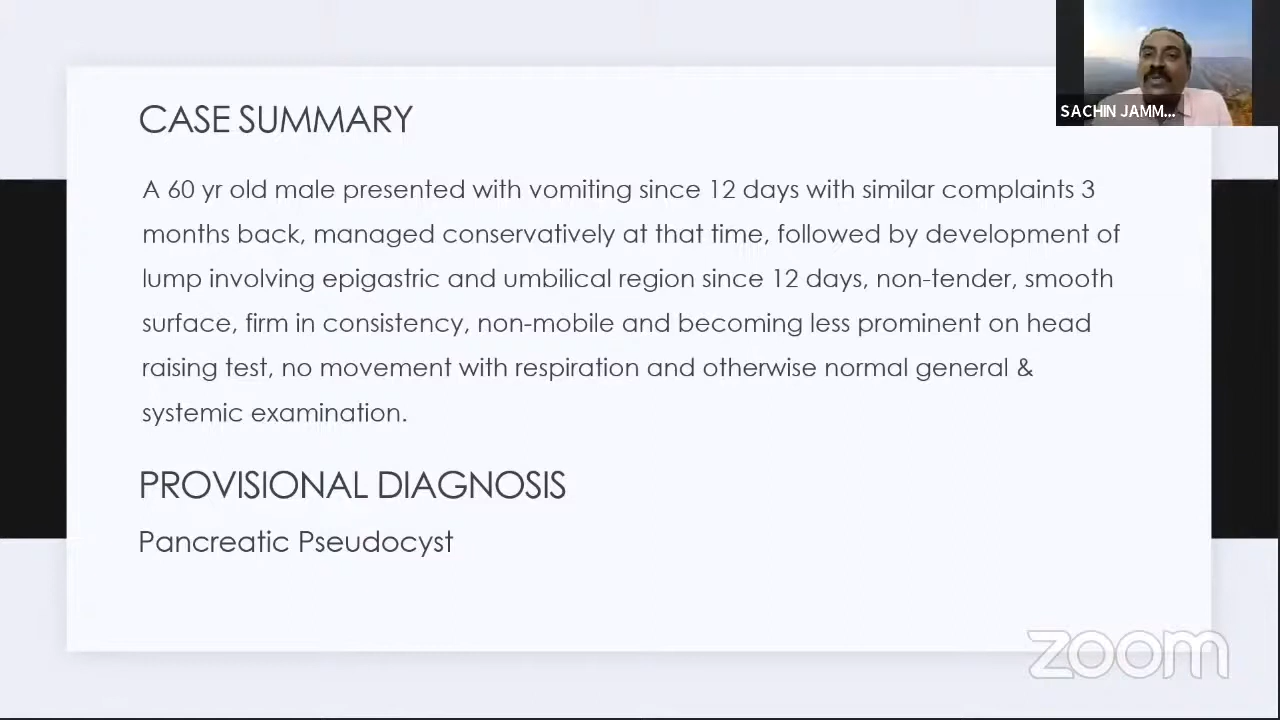 CASE SUMMARY
A 60 yr old male presented with vomiting since 12 days with similar complaints 3
months back, managed conservatively at that time, followed by development of
lump involving epigastric and umbilical region since 12 days, non-tender, smooth
surface, firm in consistency, non-mobile and becoming less prominent on head
raising test, no movement with respiration and otherwise normal general &
systemic examination.
PROVISIONAL DIAGNOSIS
Pancreatic Pseudocyst
SACHIN JAMM...
zoom